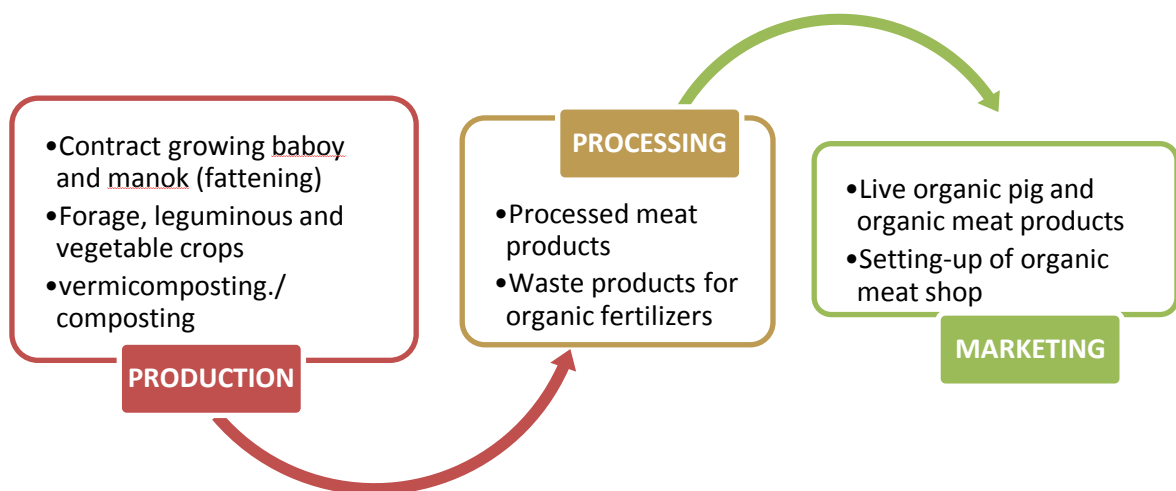 •Contract growing baboy
and manok (fattening)
•Forage, leguminous and
vegetable crops
•vermicomposting./
composting
PRODUCTION
PROCESSING
•Processed meat
products
•Waste products for
organic fertilizers
•Live organic pig and
organic meat products
•Setting-up of organic
meat shop
MARKETING